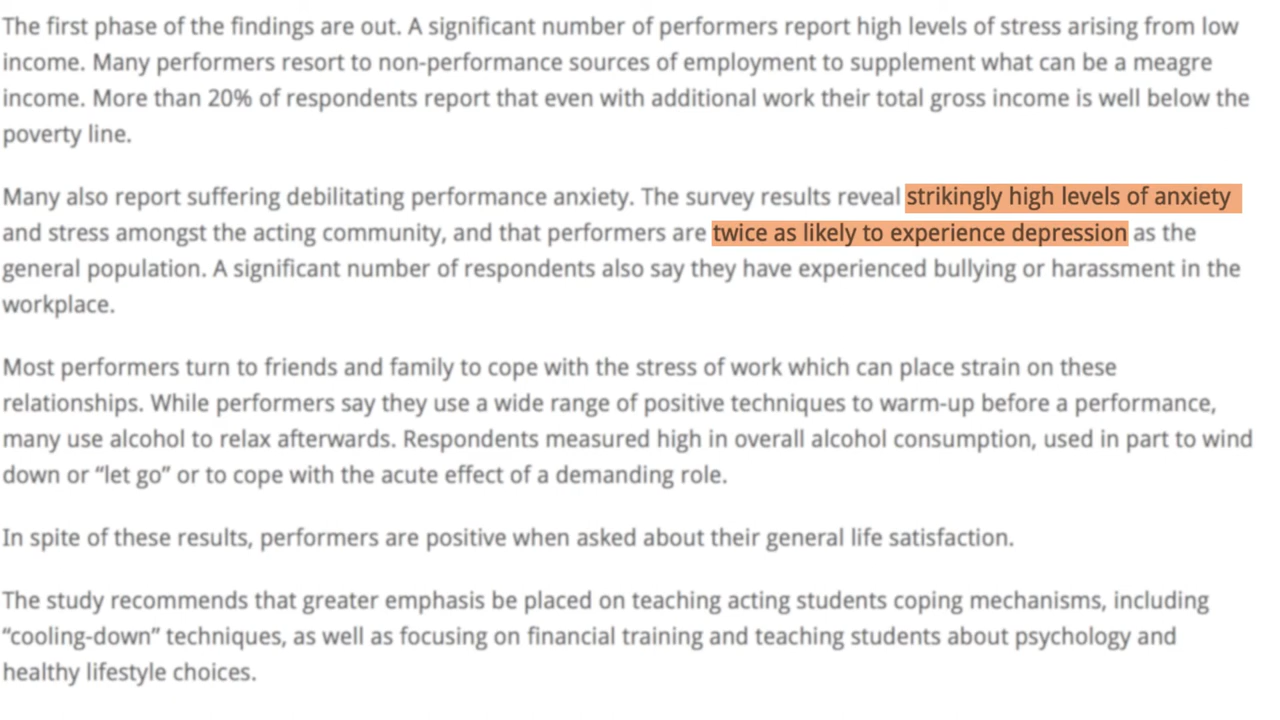 The first phase of the findings are out. A significant number of performers report high levels of stress arising from low
income. Many performers resort to non-performance sources of employment to supplement what can be a meagre
income. More than 20% of respondents report that even with additional work their total gross income is well below the
poverty line.
Many also report suffering debilitating performance anxiety. The survey results reveal strikingly high levels of anxiety
and stress amongst the acting community, and that performers are twice as likely to experience depression as the
general population. A significant number of respondents also say they have experienced bullying or harassment in the
workplace.
Most performers turn to friends and family to cope with the stress of work which can place strain on these
relationships. While performers say they use a wide range of positive techniques to warm-up before a performance,
many use alcohol to relax afterwards. Respondents measured high in overall alcohol consumption, used in part to wind
down or “let go” or to cope with the acute effect of a demanding role.
In spite of these results, performers are positive when asked about their general life satisfaction.
The study recommends that greater emphasis be placed on teaching acting students coping mechanisms, including
“cooling-down” techniques, as well as focusing on financial training and teaching students about psychology and
healthy lifestyle choices.